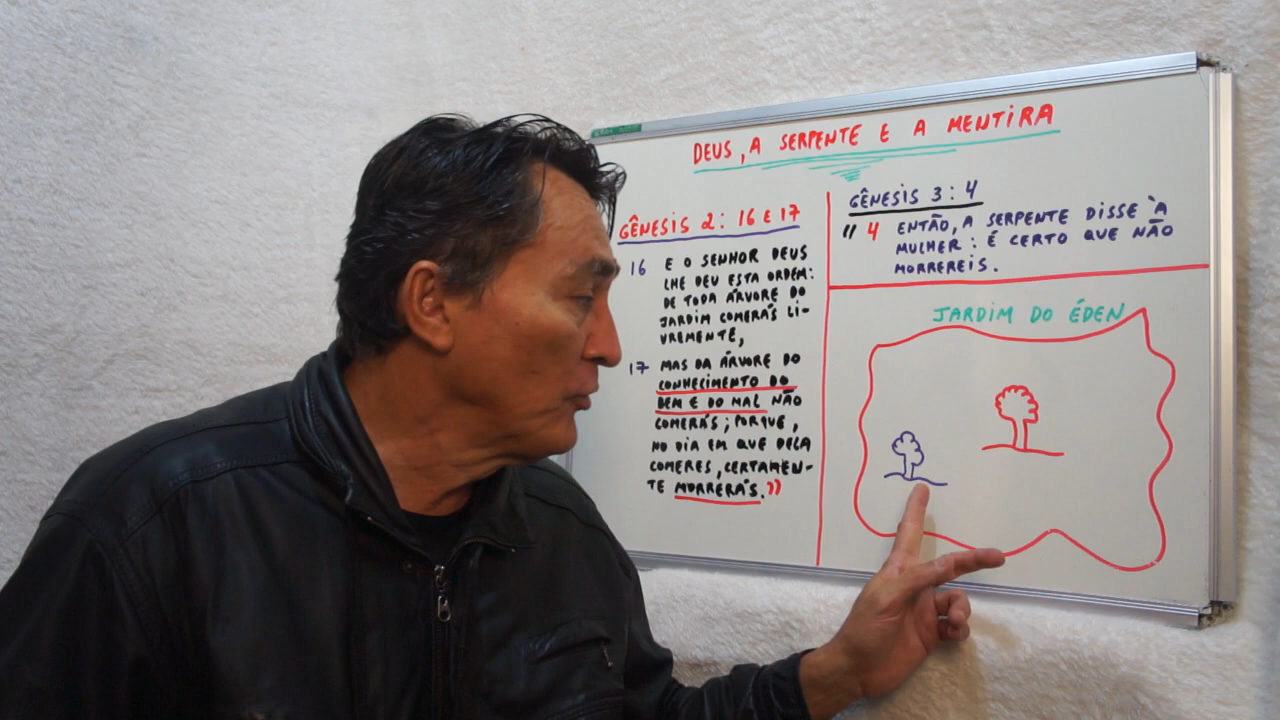 DEUS, A SERPENTE E A MENTIRA
GÊNESIS 2: 16 E 17
16 E O SENHOR DEUS
LHE DEU ESTA ORDEM:
DE TODA ÁRVORE DO
JARDIM COMERÁS LI-
VREMENTE,
17 MAS DA ÁRVORE DO
CONHECIMENTO DO
BEM E DO MAL NÃO
COMERÁS; PORQUE,
NO DIA EM QUE DELA
COMERES, CERTAMEN-
TE MORRERÁS."
GÊNESIS 3: 4
" 4 ENTÃO, A SERPENTE DISSE À
MULHER: É CERTO QUE NÃO
MORREREIS.
JARDIM DO ÉDEN